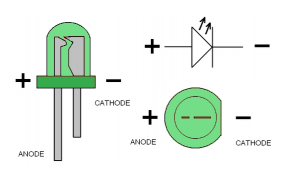 + −
+ −
CATHODE
ANODE
+ −
ANODE CATHODE